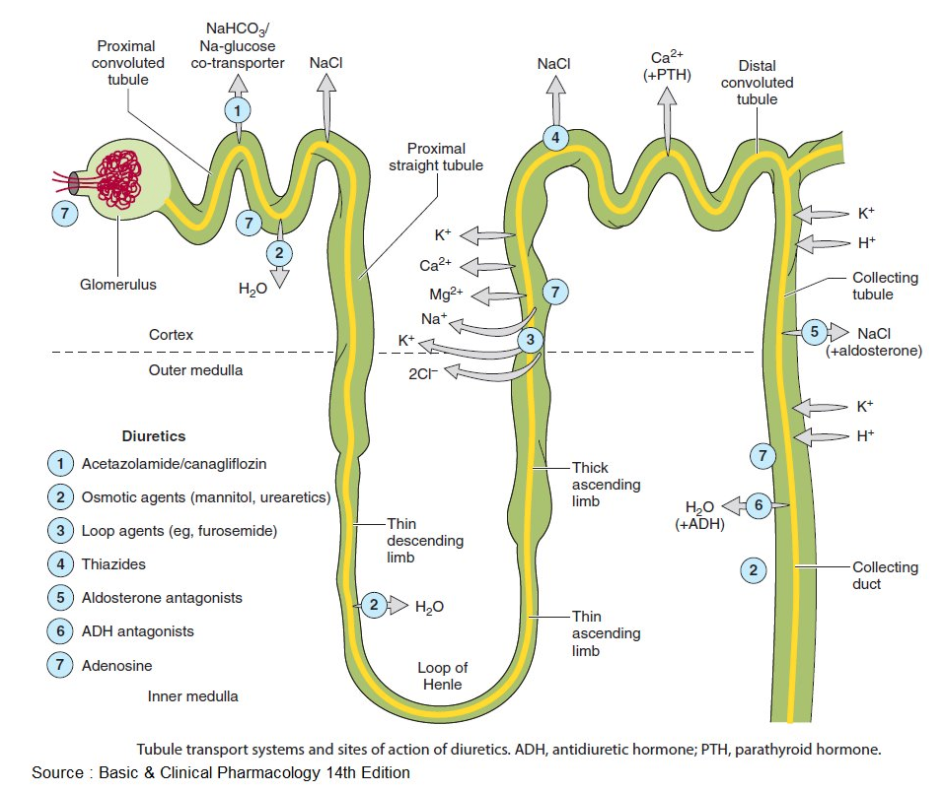 NaHCO3/
Na-glucose
co-transporter
Proximal
convoluted
tubule
NaCl
1
NaCl
Ca2+
(+PTH)
Distal
convoluted
tubule
4
Proximal
straight tubule
7
7
2
H2O
Glomerulus
K+
Ca2+
Mg2+
Na+
K+
2Cl–
7
3
K+
H+
Collecting
tubule
5
NaCl
(+aldosterone)
Cortex
Outer medulla
K+
H+
Diuretics
1 Acetazolamide/canagliflozin
2 Osmotic agents (mannitol, urearetics)
3 Loop agents (eg, furosemide)
4 Thiazides
5 Aldosterone antagonists
6 ADH antagonists
7 Adenosine
Thick
ascending
limb
7
H2O
(+ADH)
6
Thin
descending
limb
2
Collecting
duct
2
H2O
Thin
ascending
limb
Loop of
Henle
Inner medulla
Tubule transport systems and sites of action of diuretics. ADH, antidiuretic hormone; PTH, parathyroid hormone.
Source : Basic & Clinical Pharmacology 14th Edition